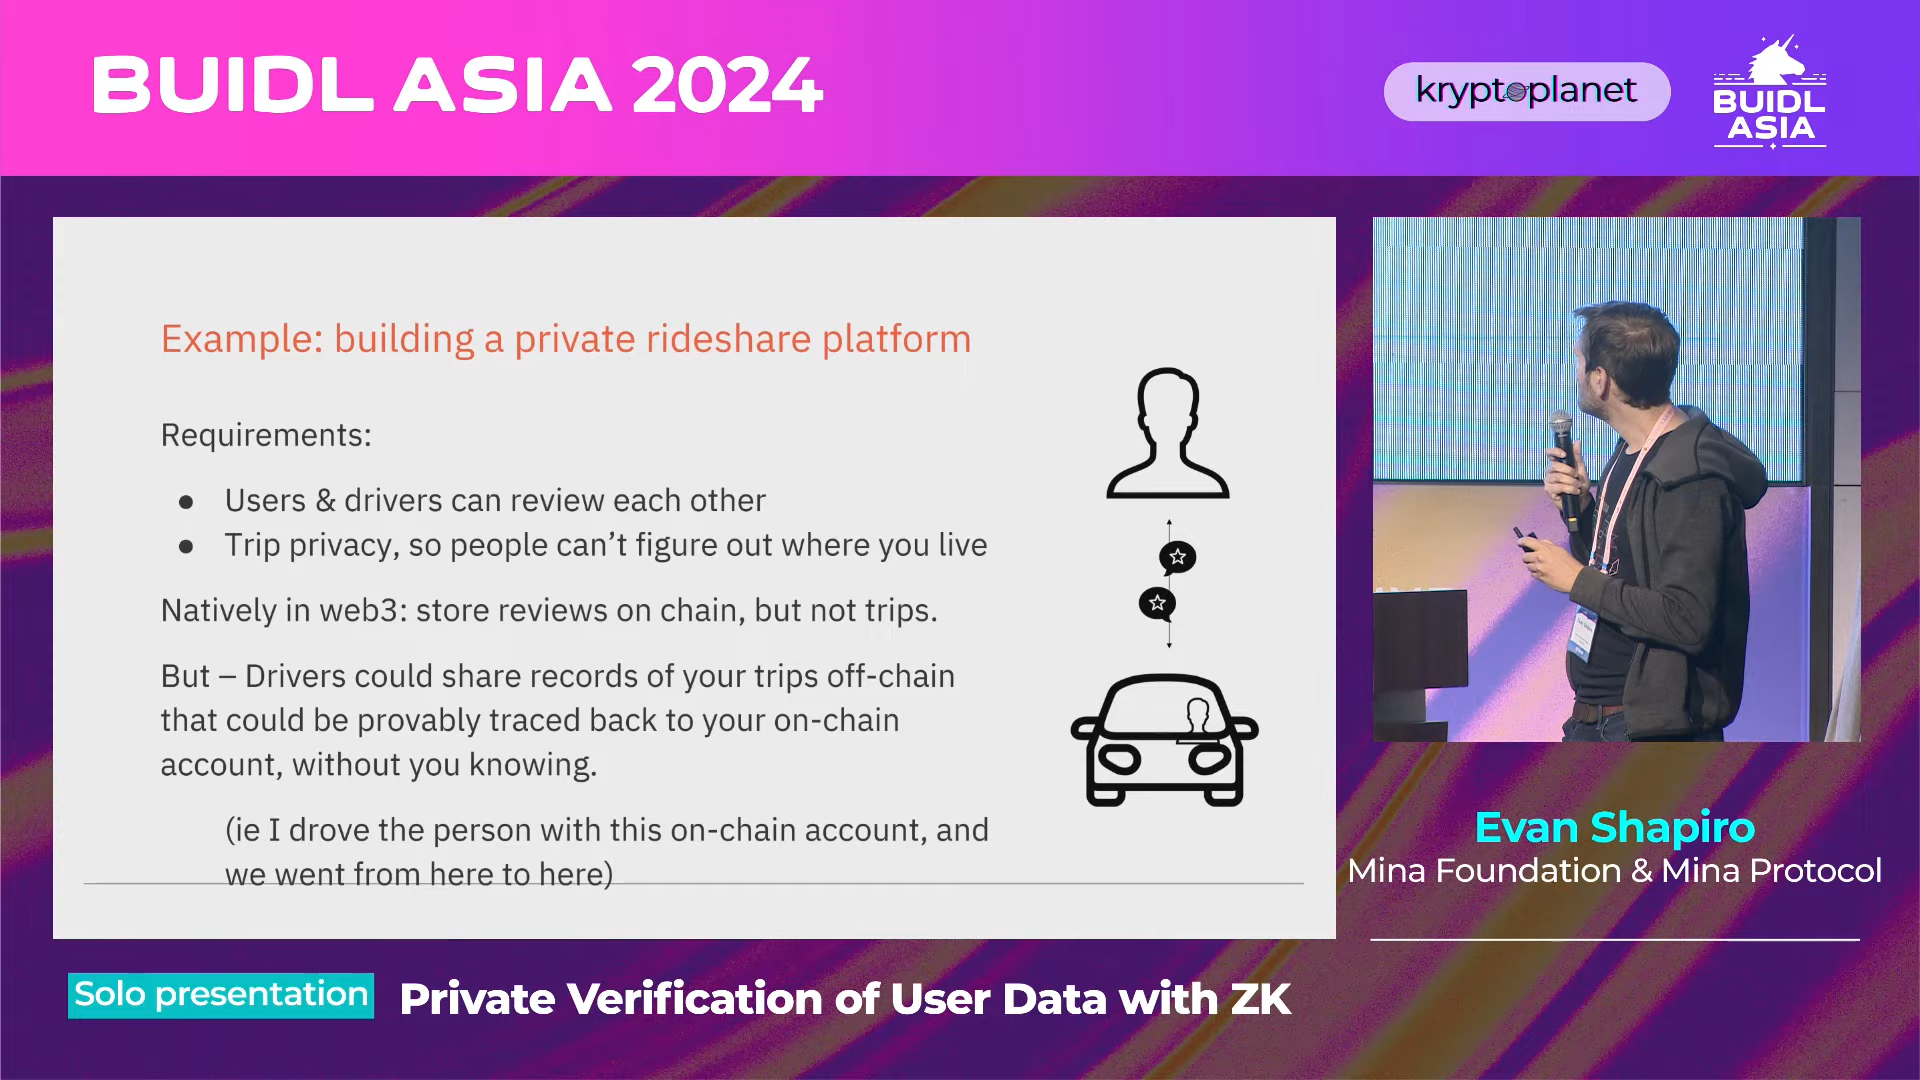 BUIDL ASIA 2024
kryptoplanet
BUIDL
ASIA
Example: building a private rideshare platform
Requirements:
● Users & drivers can review each other
● Trip privacy, so people can’t figure out where you live
Natively in web3: store reviews on chain, but not trips.
But – Drivers could share records of your trips off-chain
that could be provably traced back to your on-chain
account, without you knowing.
(ie I drove the person with this on-chain account, and
we went from here to here)
Evan Shapiro
Mina Foundation & Mina Protocol
Solo presentation
Private Verification of User Data with ZK